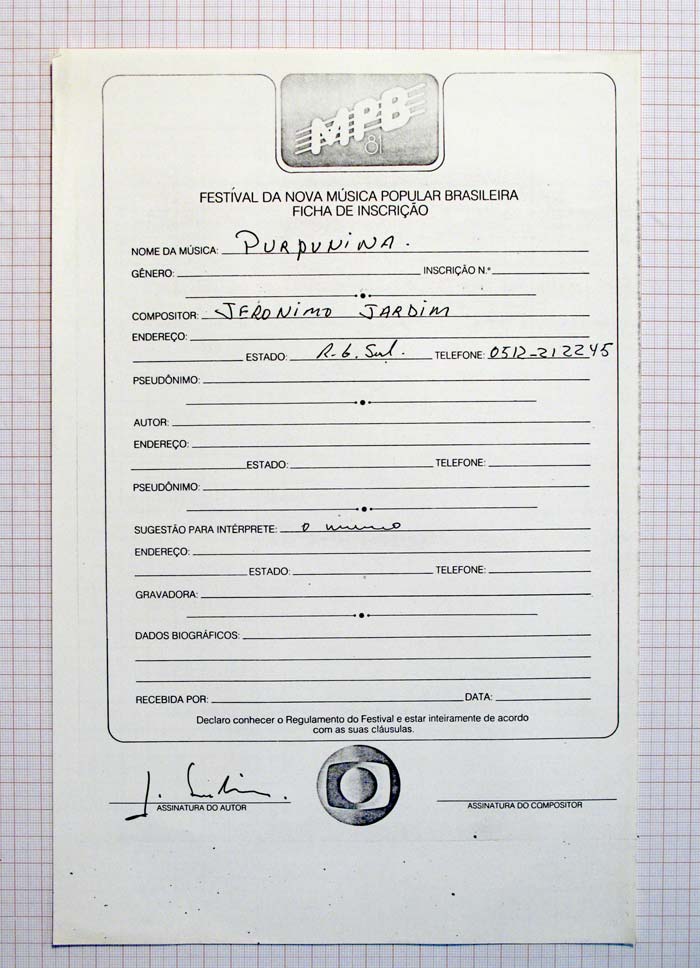 MPB
81
FESTÍVAL DA NOVA MÚSICA POPULAR BRASILEIRA
FICHA DE INSCRIÇÃO
NOME DA MÚSICA: PURPURINA.
GÊNERO: INSCRIÇÃO N.º
COMPOSITOR: JERONIMO JARDIM
ENDEREÇO:
ESTADO: R.G. Sul. TELEFONE: 0512-212245
PSEUDÔNIMO:
AUTOR:
ENDEREÇO:
ESTADO: TELEFONE:
PSEUDÔNIMO:
SUGESTÃO PARA INTÉRPRETE: O mesmo
ENDEREÇO:
ESTADO: TELEFONE:
GRAVADORA:
DADOS BIOGRÁFICOS:
RECEBIDA POR: DATA:
Declaro conhecer o Regulamento do Festival e estar inteiramente de acordo
com as suas cláusulas.
ASSINATURA DO AUTOR ASSINATURA DO COMPOSITOR